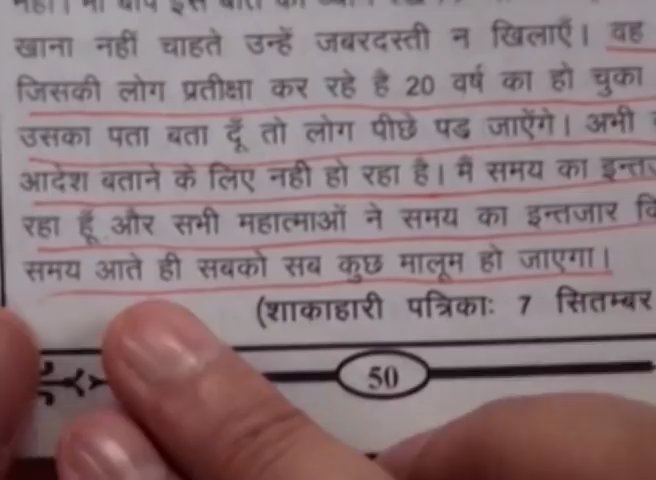 खाना नहीं चाहते उन्हें जबरदस्ती न खिलाएँ। वह
जिसकी लोग प्रतीक्षा कर रहे है 20 वर्ष का हो चुका
उसका पता बता दूँ तो लोग पीछे पड जाऐंगे। अभी
आदेश बताने के लिए नही हो रहा है। मै समय का
रहा हूँ और सभी महात्माओं ने समय का इन्तजार
समय आते ही सबको सब कुछ मालूम हो जाएगा।
(शाकाहारी पत्रिकाः 7 सितम्बर
50